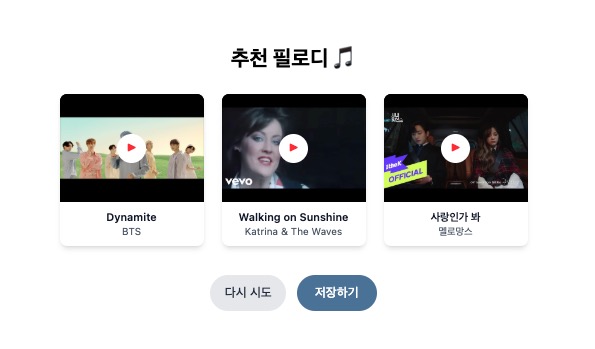 추천 필로디 🎵
vevo
1theK
OFFICIAL
Dynamite
BTS
Walking on Sunshine
Katrina & The Waves
사랑인가 봐
멜로망스
다시 시도
저장하기